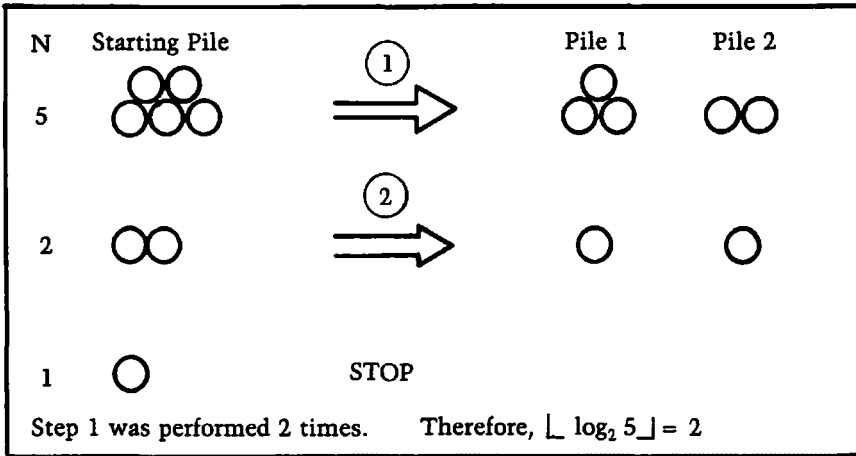 N Starting Pile Pile 1 Pile 2
1
5
2
2
1 STOP
Step 1 was performed 2 times. Therefore, ⌊ log₂ 5⌋ = 2